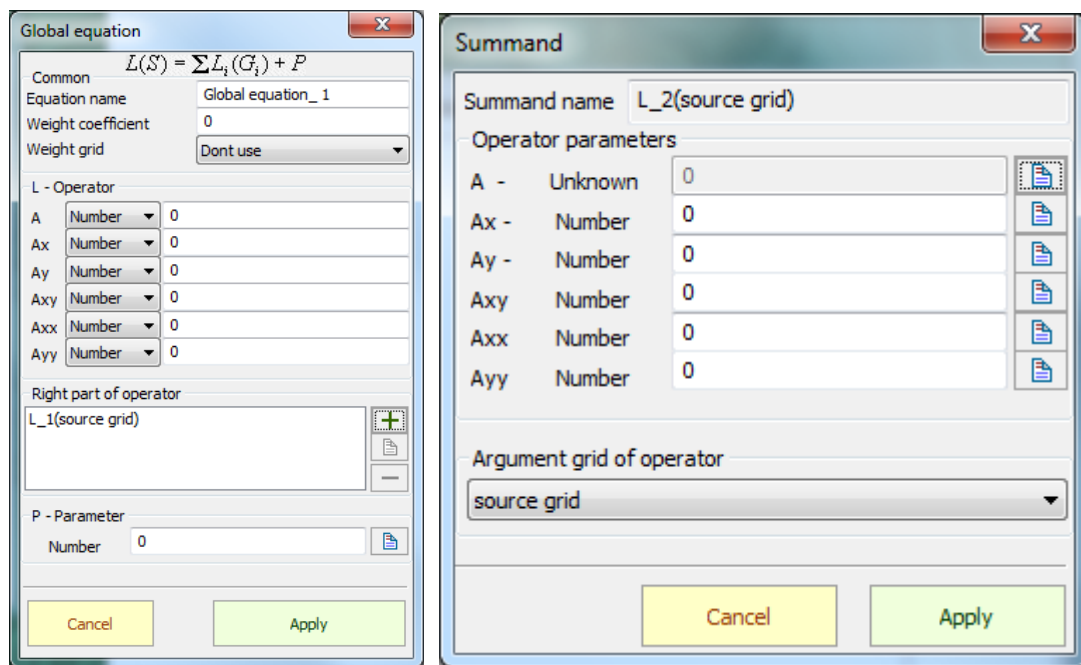 Global equation
L(S) = ∑L_i(G_i) + P
Common
Equation name Global equation_ 1
Weight coefficient 0
Weight grid Dont use
L - Operator
A Number 0
Ax Number 0
Ay Number 0
Axy Number 0
Axx Number 0
Ayy Number 0
Right part of operator
L_1(source grid)
P - Parameter
Number 0
Cancel Apply
Summand
Summand name L_2(source grid)
Operator parameters
A - Unknown 0
Ax - Number 0
Ay - Number 0
Axy Number 0
Axx Number 0
Ayy Number 0
Argument grid of operator
source grid
Cancel Apply